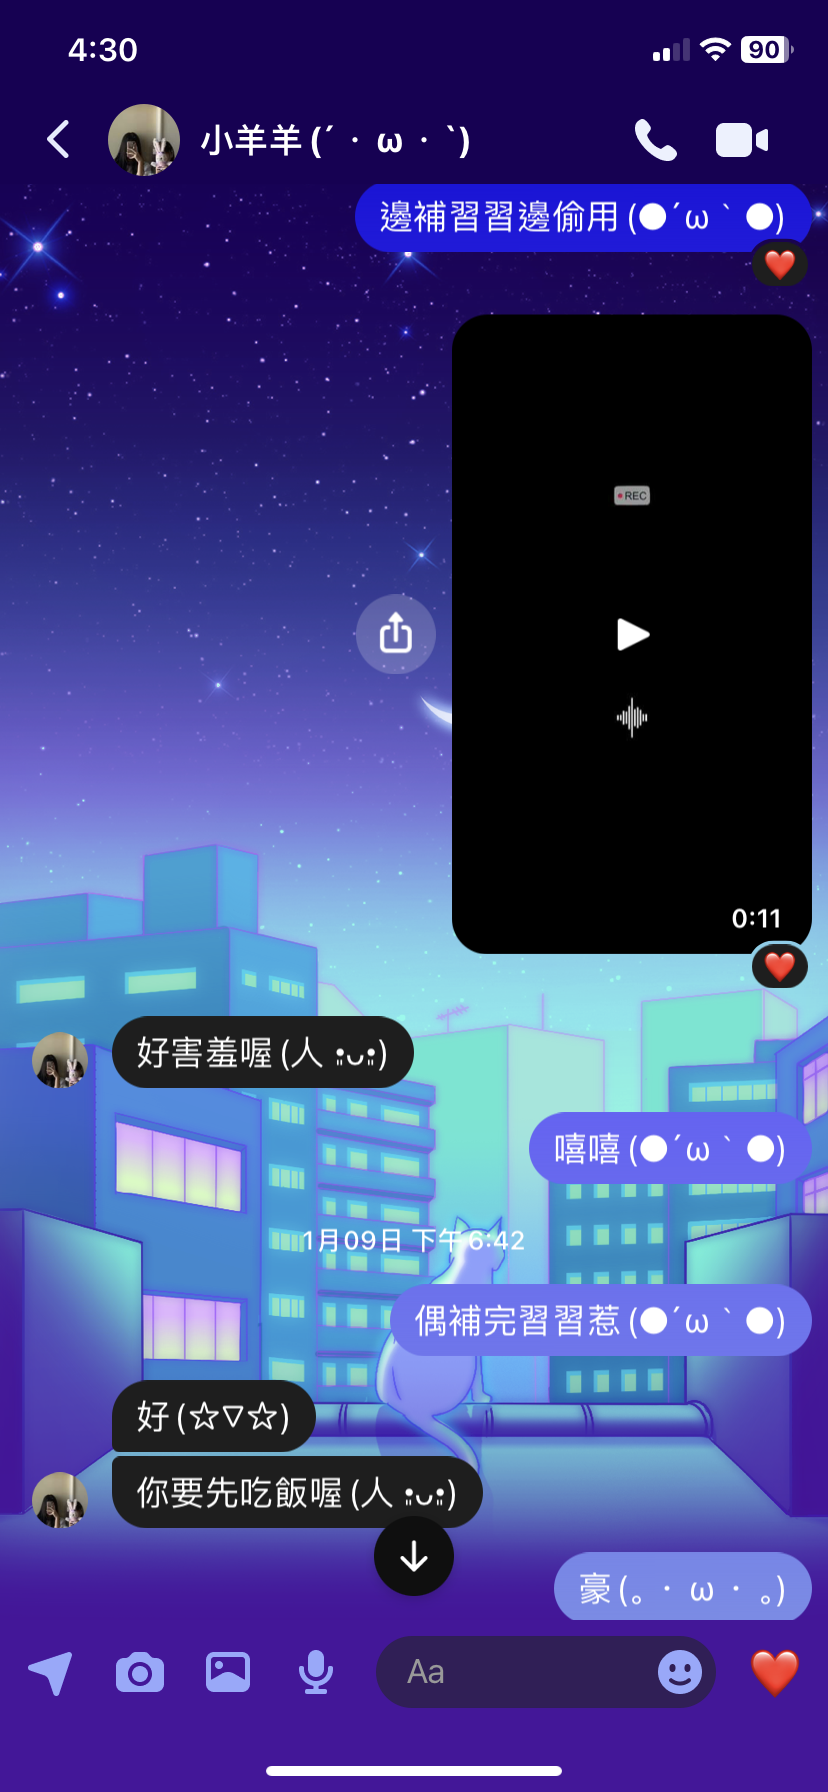 4:30
90
小羊羊 (´・ω・`)
邊補習習邊偷用 (●´ω｀●)
REC
0:11
好害羞喔 (人 •͈ᴗ•͈)
嘻嘻 (●´ω｀●)
1月09日 下午6:42
偶補完習習惹 (●´ω｀●)
好 (☆▽☆)
你要先吃飯喔 (人 •͈ᴗ•͈)
豪 (。・ω・。)
Aa